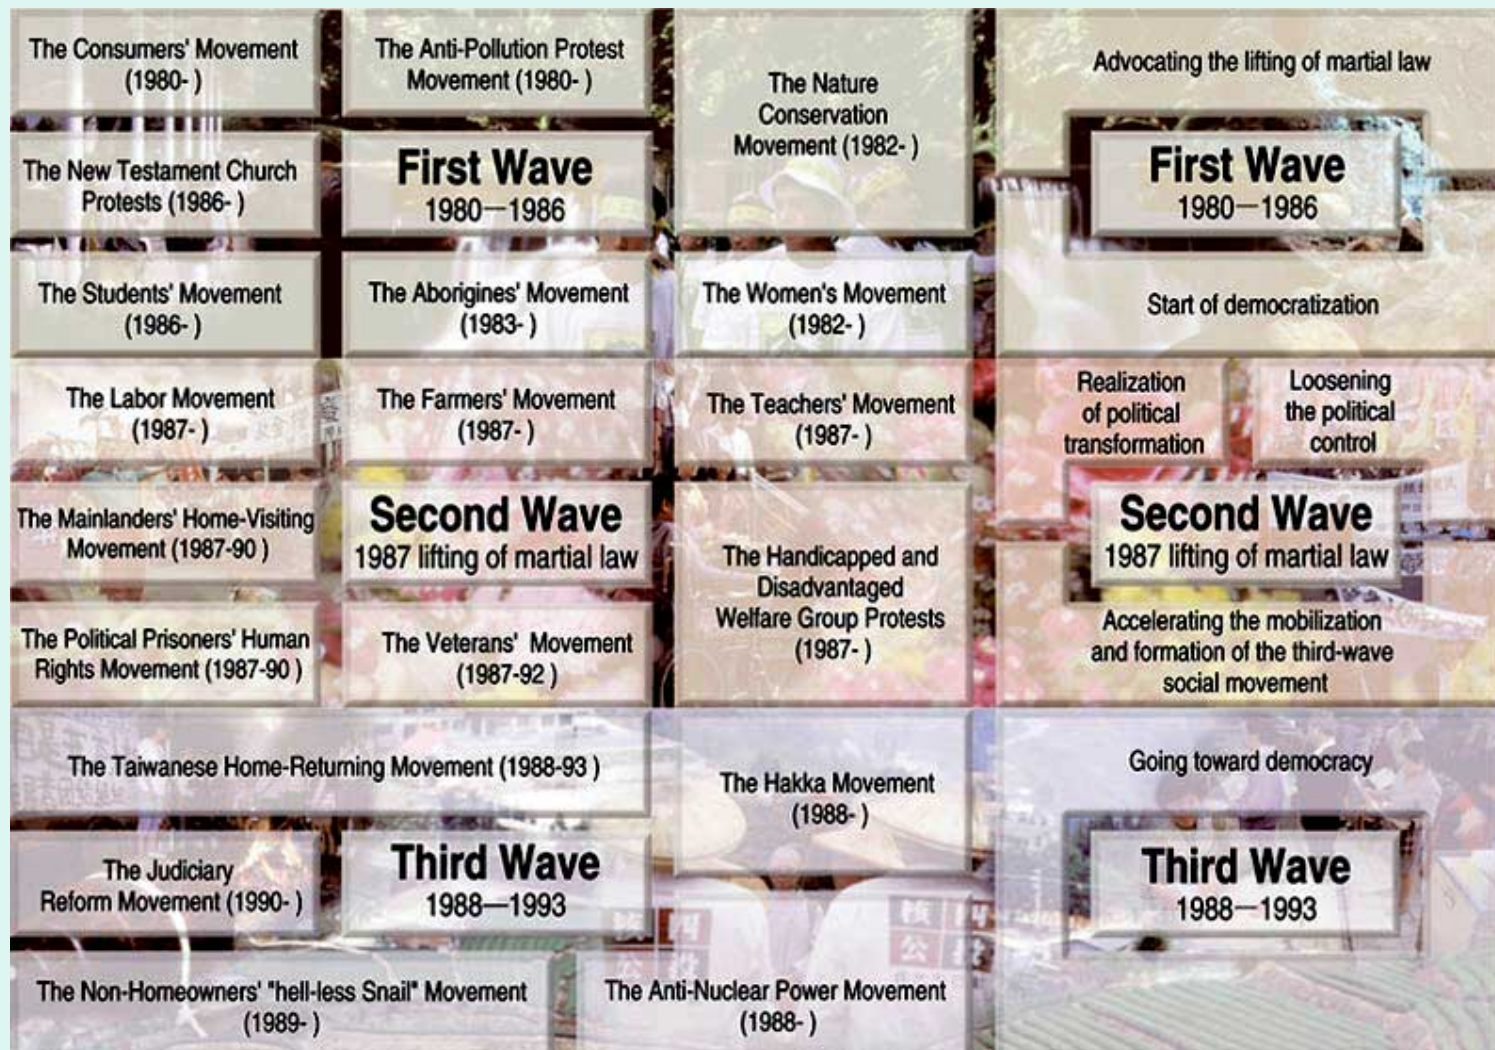 The Consumers' Movement
(1980- )
The Anti-Pollution Protest
Movement (1980- )
The Nature
Conservation
Movement (1982- )
The New Testament Church
Protests (1986- )
First Wave
1980—1986
The Students' Movement
(1986- )
The Aborigines' Movement
(1983- )
The Women's Movement
(1982- )
Advocating the lifting of martial law
First Wave
1980—1986
Start of democratization
The Labor Movement
(1987- )
The Farmers' Movement
(1987- )
The Teachers' Movement
(1987- )
The Mainlanders' Home-Visiting
Movement (1987-90 )
Second Wave
1987 lifting of martial law
The Handicapped and
Disadvantaged
Welfare Group Protests
(1987- )
The Political Prisoners' Human
Rights Movement (1987-90 )
The Veterans' Movement
(1987-92 )
Realization
of political
transformation
Loosening
the political
control
Second Wave
1987 lifting of martial law
Accelerating the mobilization
and formation of the third-wave
social movement
The Taiwanese Home-Returning Movement (1988-93 )
The Hakka Movement
(1988- )
The Judiciary
Reform Movement (1990- )
Third Wave
1988—1993
The Non-Homeowners' "hell-less Snail" Movement
(1989- )
The Anti-Nuclear Power Movement
(1988- )
Going toward democracy
Third Wave
1988—1993